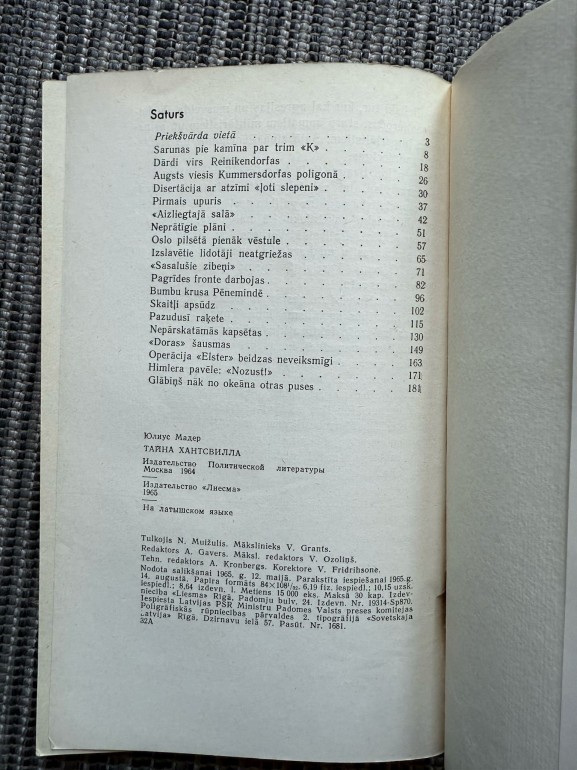 Saturs
Priekšvārda vietā . . . . . . . . . 3
Sarunas pie kamīna par trim «K» . . . . . 8
Dārdi virs Reinikendorfas . . . . . . . 18
Augsts viesis Kummersdorfas poligonā . . . . 26
Disertācija ar atzīmi «ļoti slepeni» . . . . . 30
Pirmais upuris . . . . . . . . . . 37
«Aizliegtajā salā» . . . . . . . . . 42
Neprātīgie plāni . . . . . . . . . 51
Oslo pilsētā pienāk vēstule . . . . . . . 57
Izslavētie lidotāji neatgriežas . . . . . . 65
«Sasalušie zibeņi» . . . . . . . . . 71
Pagrīdes fronte darbojas . . . . . . . 82
Bumbu krusa Pēnemindē . . . . . . . 96
Skaitļi apsūdz . . . . . . . . . . 102
Pazudusī raķete . . . . . . . . . 115
Nepārskatāmās kapsētas . . . . . . . 130
«Doras» šausmas . . . . . . . . . 149
Operācija «Elster» beidzas neveiksmīgi . . . . 163
Himlera pavēle: «Nozust!» . . . . . . . 171
Glābiņš nāk no okeāna otras puses . . . . . 181
Юлиус Мадер
ТАЙНА ХАНТСВИЛЛА
Издательство Политической литературы
Москва 1964
Издательство «Лиесма»
1965
На латышском языке
Tulkojis N. Muižulis. Mākslinieks V. Grants.
Redaktors A. Gavers. Māksl. redaktors V. Ozoliņš.
Tehn. redaktors A. Kronbergs. Korektore V. Fridrihsone.
Nodota salikšanai 1965. g. 12. maijā. Parakstīta iespiešanai 1965. g.
14. augustā. Papīra formāts 84×108¹/₃₂. 6,19 fiz. iespiedl.; 10,15 uzsk.
iespiedl.; 8,64 izdevn. l. Metiens 15 000 eks. Maksā 30 kap. Izdev-
niecība «Liesma» Rīgā, Padomju bulv. 24. Izdevn. Nr. 19314-Sp870.
Iespiesta Latvijas PSR Ministru Padomes Valsts preses komitejas
Poligrāfiskās rūpniecības pārvaldes 2. tipogrāfijā «Sovetskaja
Latvija» Rīgā, Dzirnavu ielā 57. Pasūt. Nr. 1681.
32A